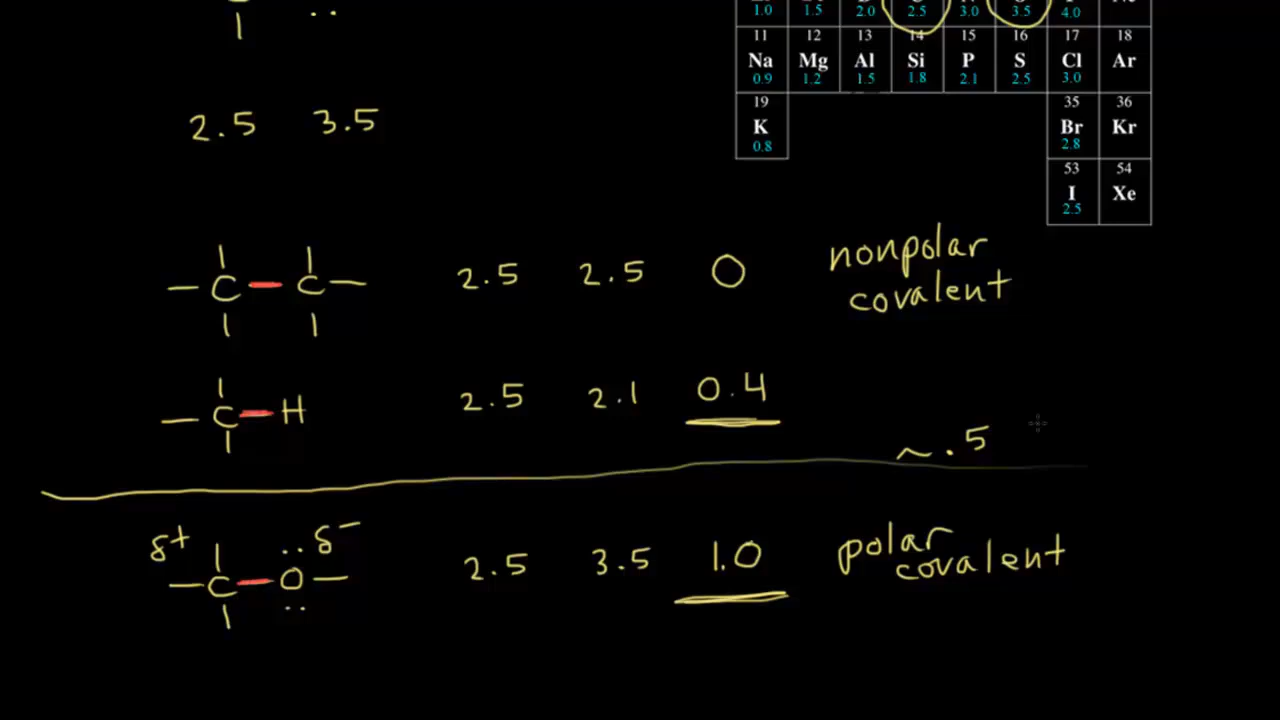 1.0 1.5 2.0 2.5 3.0 3.5 4.0
11 12 13 14 15 16 17 18
Na Mg Al Si P S Cl Ar
0.9 1.2 1.5 1.8 2.1 2.5 3.0
19 35 36
K Br Kr
0.8 2.8
53 54
I Xe
2.5
2.5 3.5
C C 2.5 2.5 0 nonpolar
covalent
C H 2.5 2.1 0.4
~ .5
δ+ δ-
C O 2.5 3.5 1.0 polar
covalent